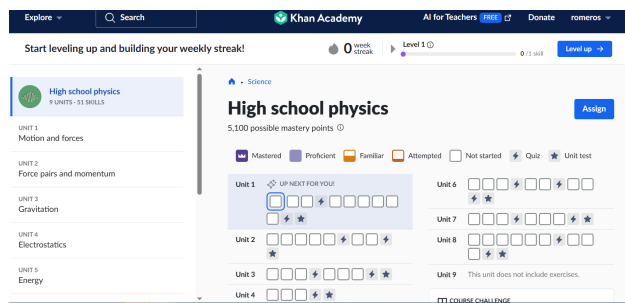 Explore
Search
Khan Academy
AI for Teachers FREE
Donate
romeros
Start leveling up and building your weekly streak!
0 week streak
Level 1
0 /1 skill
Level up →
High school physics
9 UNITS · 51 SKILLS
UNIT 1
Motion and forces
UNIT 2
Force pairs and momentum
UNIT 3
Gravitation
UNIT 4
Electrostatics
UNIT 5
Energy
Science
High school physics
Assign
5,100 possible mastery points
Mastered
Proficient
Familiar
Attempted
Not started
Quiz
Unit test
Unit 1
UP NEXT FOR YOU!
Unit 2
Unit 3
Unit 4
Unit 6
Unit 7
Unit 8
Unit 9
This unit does not include exercises.
COURSE CHALLENGE